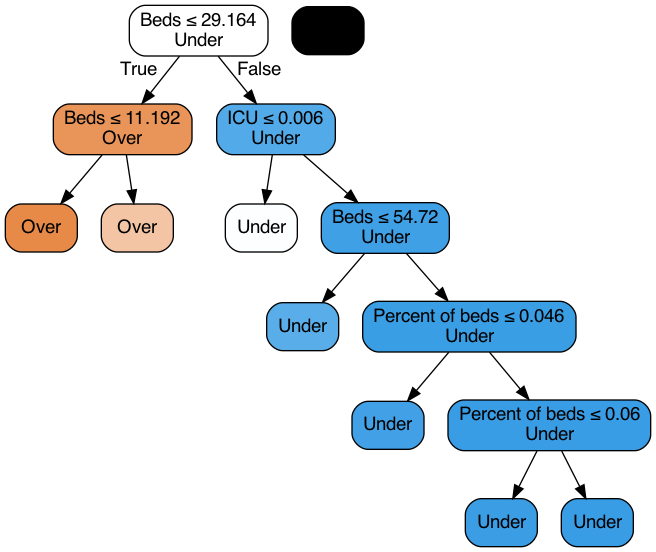 Beds ≤ 29.164
Under
True
False
Beds ≤ 11.192
Over
ICU ≤ 0.006
Under
Over
Over
Under
Beds ≤ 54.72
Under
Under
Percent of beds ≤ 0.046
Under
Under
Percent of beds ≤ 0.06
Under
Under
Under